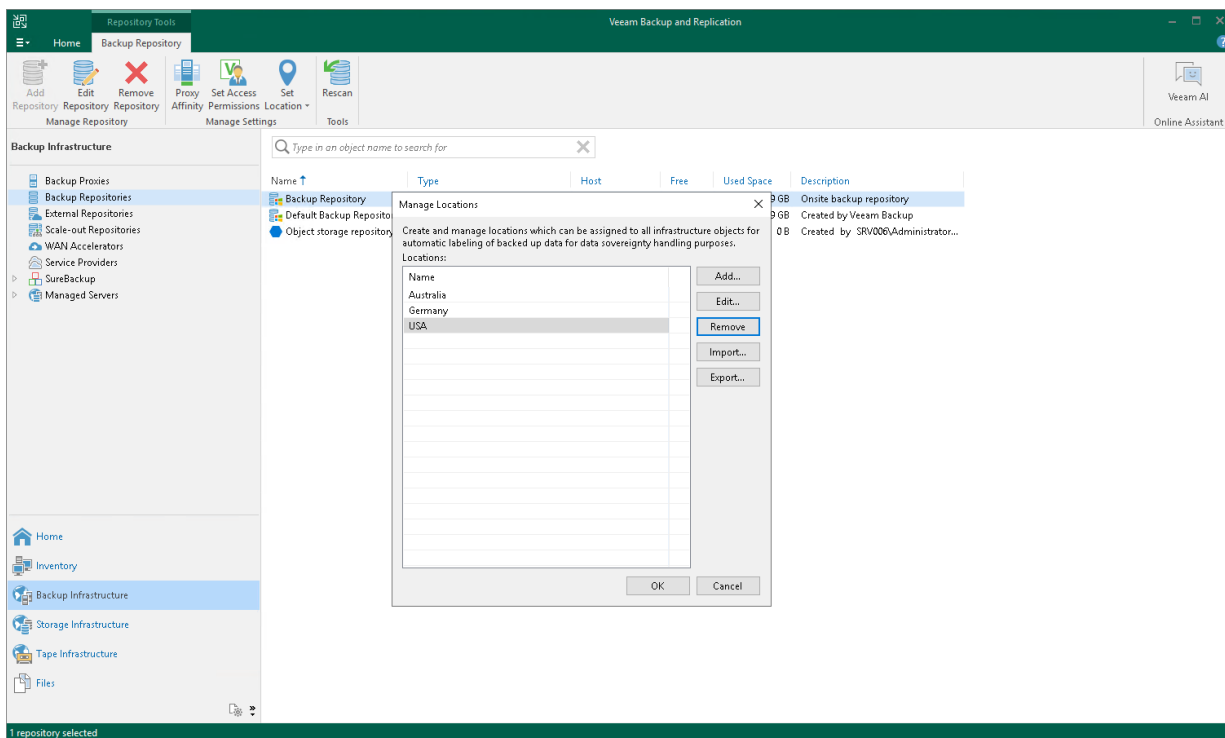 Repository Tools
Veeam Backup and Replication
Home
Backup Repository
Add Repository
Edit Repository
Remove Repository
Manage Repository
Proxy Affinity
Set Access Permissions
Set Location
Manage Settings
Rescan
Tools
Veeam AI
Online Assistant
Backup Infrastructure
Backup Proxies
Backup Repositories
External Repositories
Scale-out Repositories
WAN Accelerators
Service Providers
SureBackup
Managed Servers
Type in an object name to search for
Name Type Host Free Used Space Description
Backup Repository 9 GB Onsite backup repository
Default Backup Reposito 9 GB Created by Veeam Backup
Object storage repository 0 B Created by SRV006\Administrator...
Manage Locations
Create and manage locations which can be assigned to all infrastructure objects for
automatic labeling of backed up data for data sovereignty handling purposes.
Locations:
Name
Australia
Germany
USA
Add...
Edit...
Remove
Import...
Export...
OK Cancel
Home
Inventory
Backup Infrastructure
Storage Infrastructure
Tape Infrastructure
Files
1 repository selected